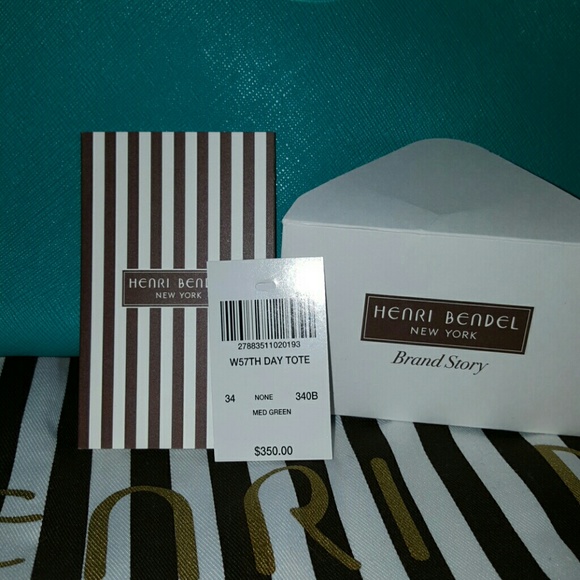 HENRI BENDEL
NEW YORK
27883511020193
W57TH DAY TOTE
34 NONE 340B
MED GREEN
$350.00
HENRI BENDEL
NEW YORK
Brand Story
ENRI